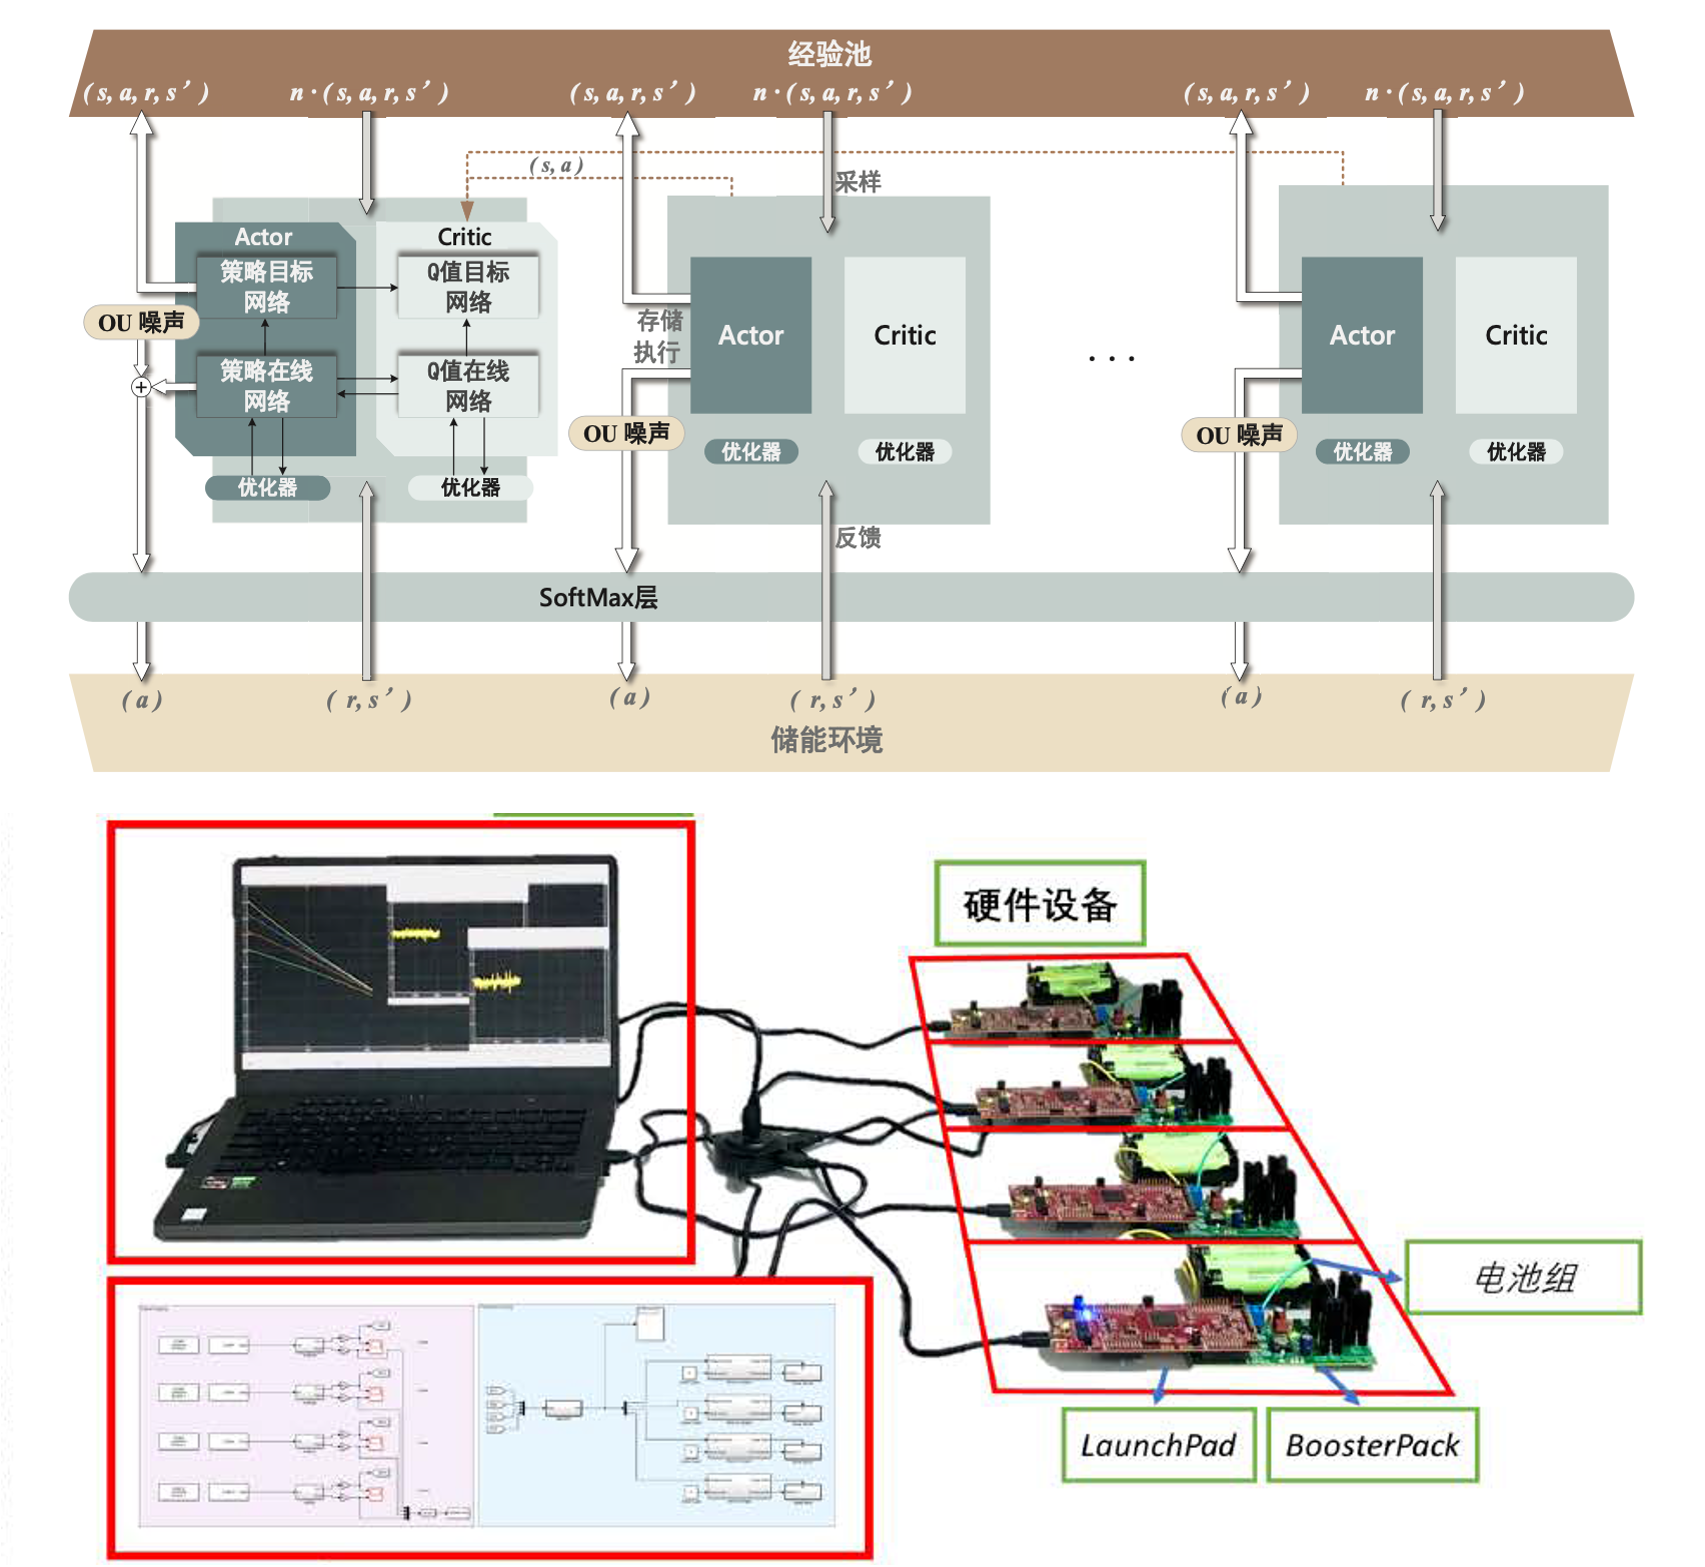 经验池
(s, a, r, s′)
n·(s, a, r, s′)
(s, a, r, s′)
n·(s, a, r, s′)
(s, a, r, s′)
n·(s, a, r, s′)
(s, a)
采样
Actor
Critic
策略目标
网络
Q值目标
网络
OU 噪声
策略在线
网络
Q值在线
网络
优化器
优化器
存储
执行
Actor
Critic
OU 噪声
优化器
优化器
···
Actor
Critic
OU 噪声
优化器
优化器
反馈
SoftMax层
(a)
(r, s′)
(a)
(r, s′)
(a)
(r, s′)
储能环境
硬件设备
电池组
LaunchPad
BoosterPack